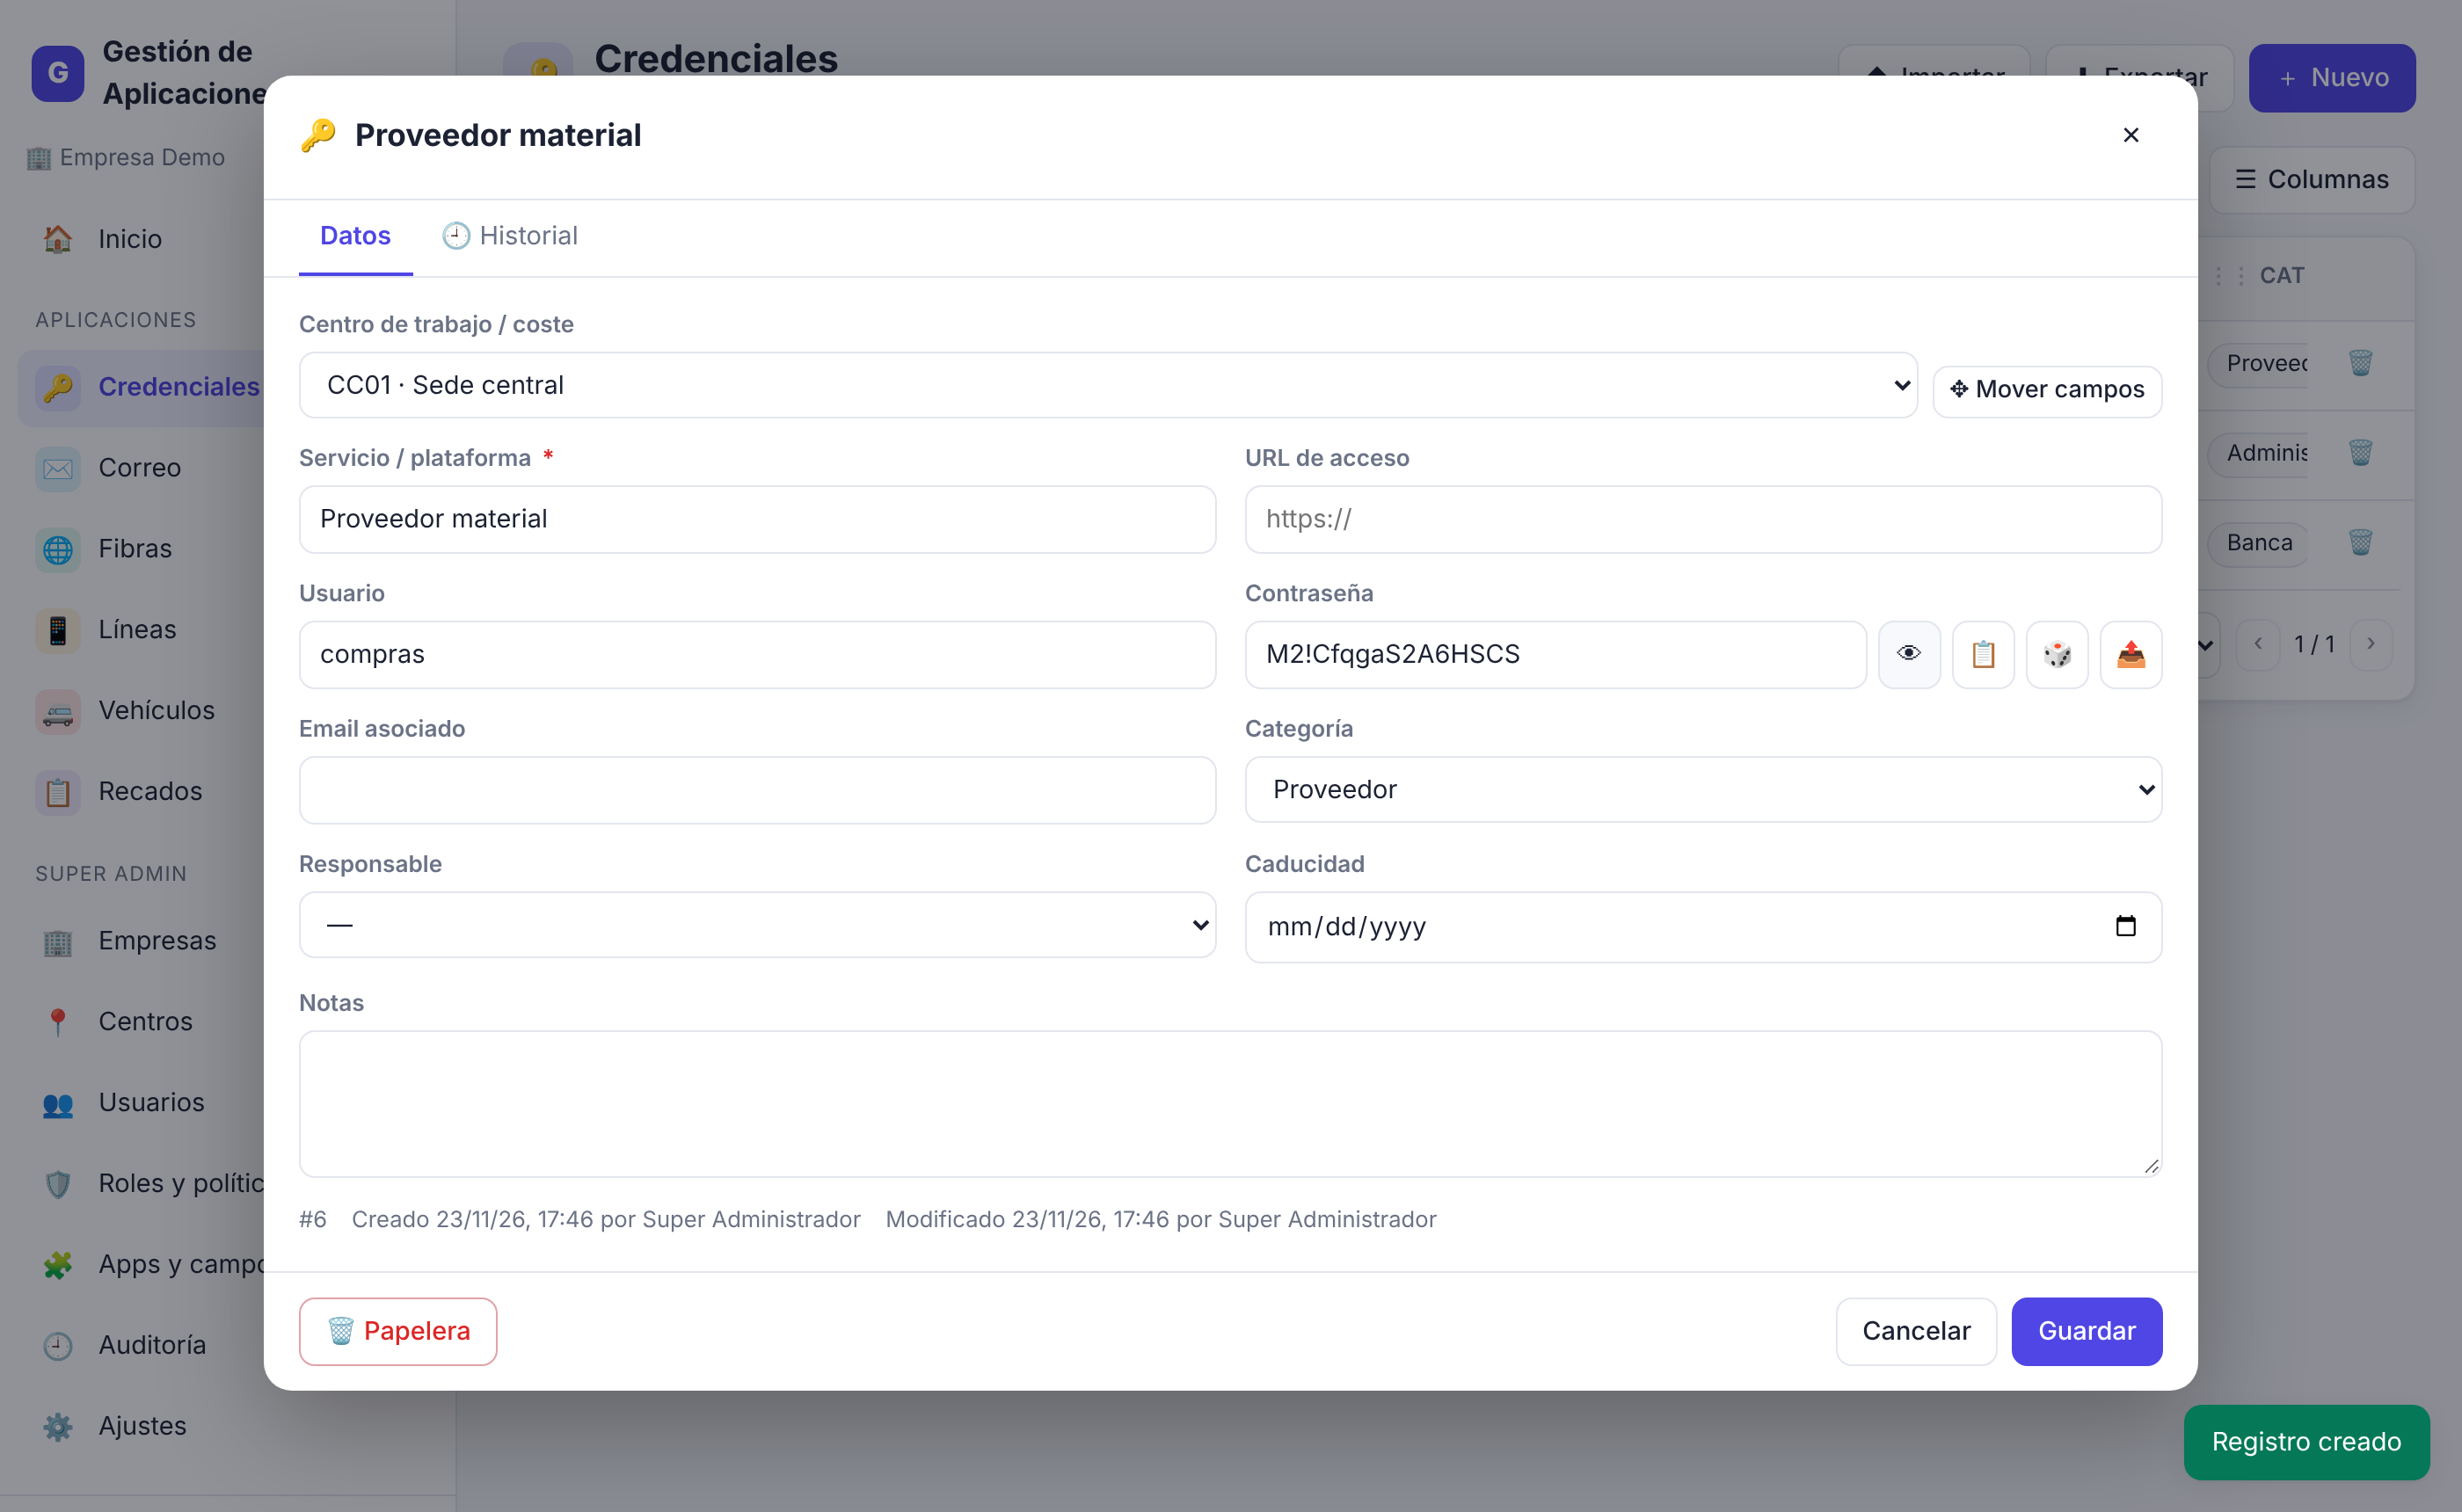 G
Gestión de
Aplicacione
🏢 Empresa Demo
Inicio
APLICACIONES
Credenciales
Correo
Fibras
Líneas
Vehículos
Recados
SUPER ADMIN
Empresas
Centros
Usuarios
Roles y polític
Apps y campo
Auditoría
Ajustes
Credenciales
Importar
Exportar
+ Nuevo
☰ Columnas
CAT
Proveed
Adminis
Banca
1 / 1
Proveedor material
×
Datos
Historial
Centro de trabajo / coste
CC01 · Sede central
✥ Mover campos
Servicio / plataforma *
URL de acceso
Proveedor material
https://
Usuario
Contraseña
compras
M2!CfqgaS2A6HSCS
Email asociado
Categoría
Proveedor
Responsable
Caducidad
—
mm/dd/yyyy
Notas
#6 Creado 23/11/26, 17:46 por Super Administrador Modificado 23/11/26, 17:46 por Super Administrador
Papelera
Cancelar
Guardar
Registro creado